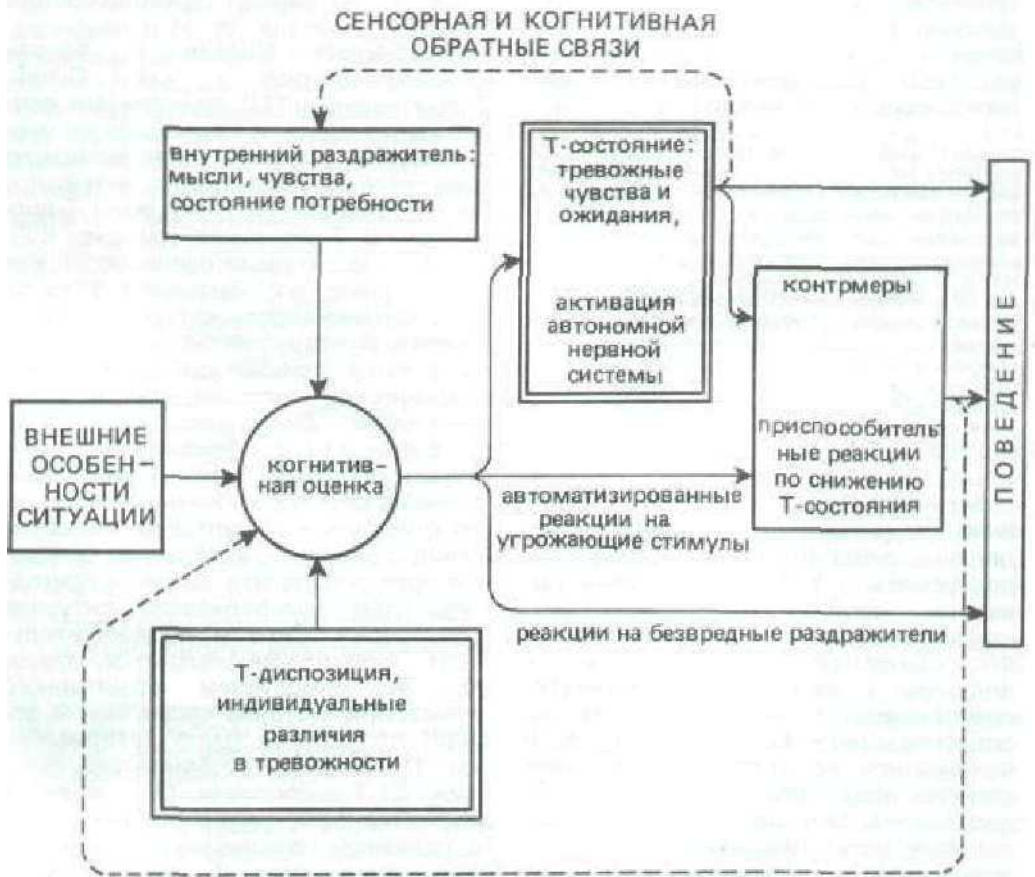 СЕНСОРНАЯ И КОГНИТИВНАЯ
ОБРАТНЫЕ СВЯЗИ
внутренний раздражитель:
мысли, чувства,
состояние потребности
Т-состояние:
тревожные
чувства и
ожидания,
активация
автономной
нервной
системы
контрмеры
приспособитель
ные реакции
по снижению
Т-состояния
ПОВЕДЕНИЕ
ВНЕШНИЕ
ОСОБЕН-
НОСТИ
СИТУАЦИИ
когнитив-
ная оценка
автоматизированные
реакции на
угрожающие стимулы
реакции на безвредные раздражители
Т-диспозиция,
индивидуальные
различия
в тревожности